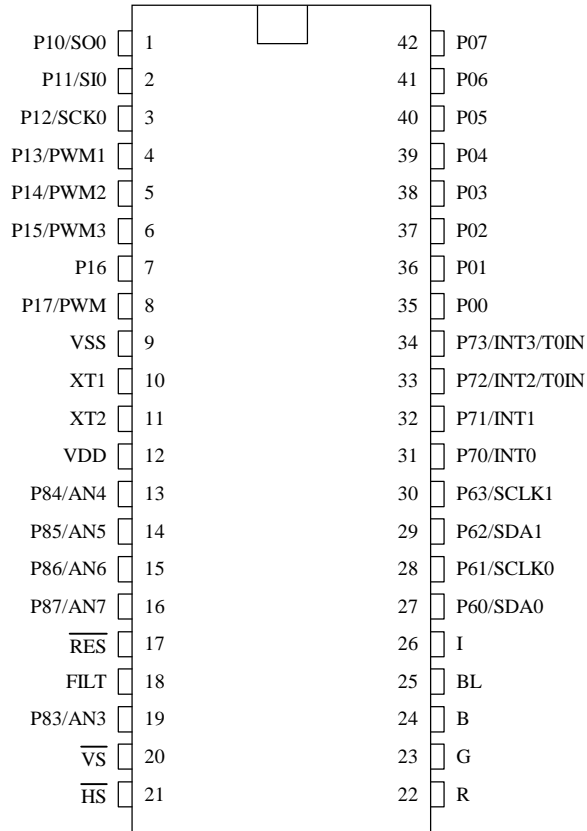 P10/SO0 1 42 P07
P11/SI0 2 41 P06
P12/SCK0 3 40 P05
P13/PWM1 4 39 P04
P14/PWM2 5 38 P03
P15/PWM3 6 37 P02
P16 7 36 P01
P17/PWM 8 35 P00
VSS 9 34 P73/INT3/T0IN
XT1 10 33 P72/INT2/T0IN
XT2 11 32 P71/INT1
VDD 12 31 P70/INT0
P84/AN4 13 30 P63/SCLK1
P85/AN5 14 29 P62/SDA1
P86/AN6 15 28 P61/SCLK0
P87/AN7 16 27 P60/SDA0
R̅E̅S̅ 17 26 I
FILT 18 25 BL
P83/AN3 19 24 B
V̅S̅ 20 23 G
H̅S̅ 21 22 R